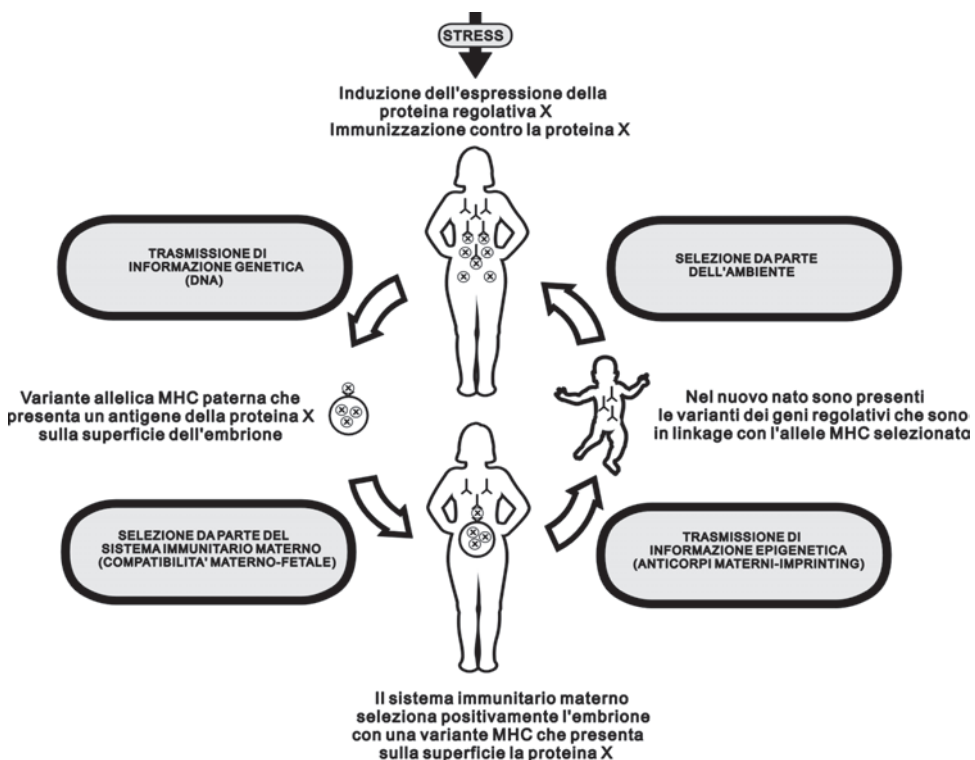 STRESS
Induzione dell'espressione della
proteina regolativa X
Immunizzazione contro la proteina X
TRASMISSIONE DI
INFORMAZIONE GENETICA
(DNA)
SELEZIONE DA PARTE
DELL'AMBIENTE
Variante allelica MHC paterna che
presenta un antigene della proteina X
sulla superficie dell'embrione
Nel nuovo nato sono presenti
le varianti dei geni regolativi che sono
in linkage con l'allele MHC selezionato
SELEZIONE DA PARTE DEL
SISTEMA IMMUNITARIO MATERNO
(COMPATIBILITA' MATERNO-FETALE)
TRASMISSIONE DI
INFORMAZIONE EPIGENETICA
(ANTICORPI MATERNI-IMPRINTING)
Il sistema immunitario materno
seleziona positivamente l'embrione
con una variante MHC che presenta
sulla superficie la proteina X